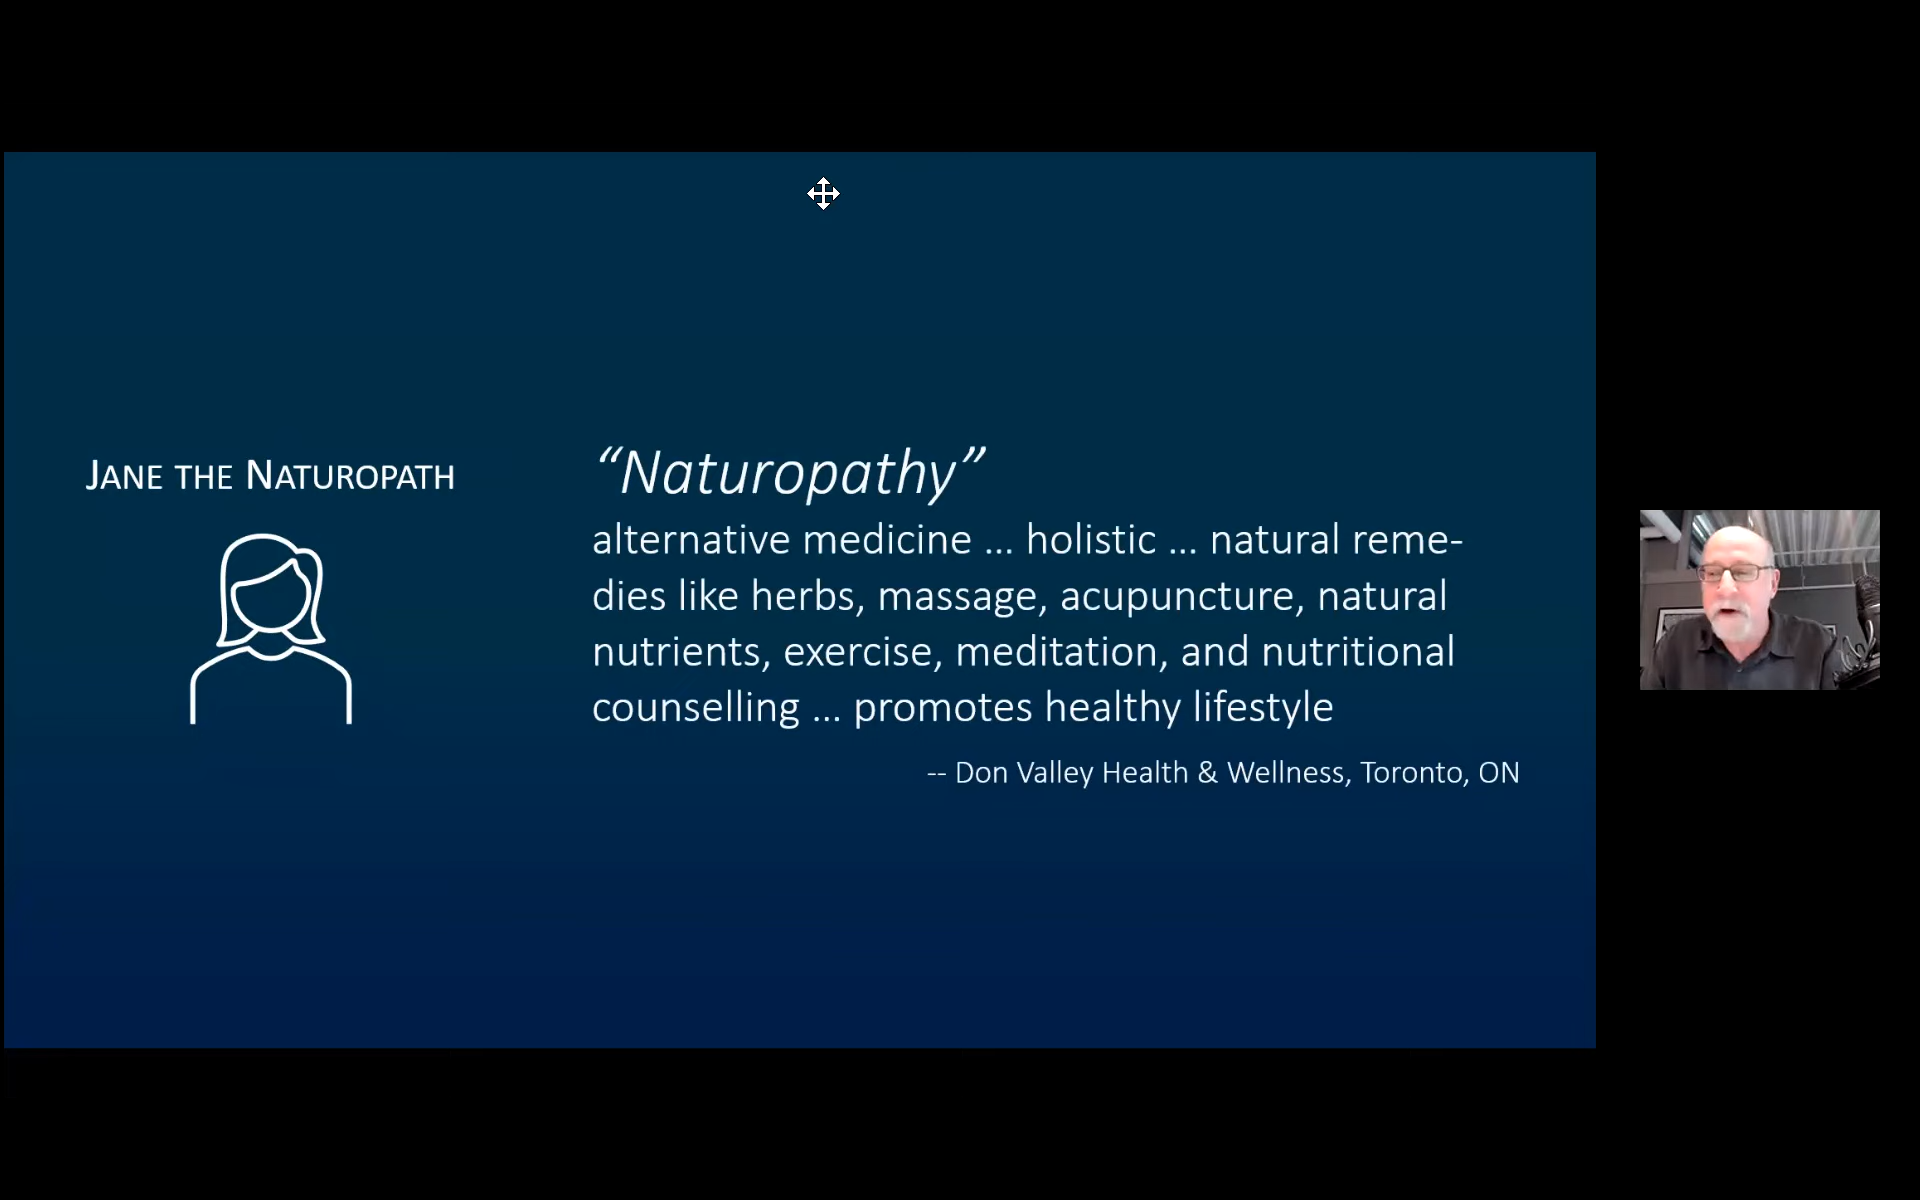 JANE THE NATUROPATH
“Naturopathy”
alternative medicine ... holistic ... natural reme-
dies like herbs, massage, acupuncture, natural
nutrients, exercise, meditation, and nutritional
counselling ... promotes healthy lifestyle
-- Don Valley Health & Wellness, Toronto, ON